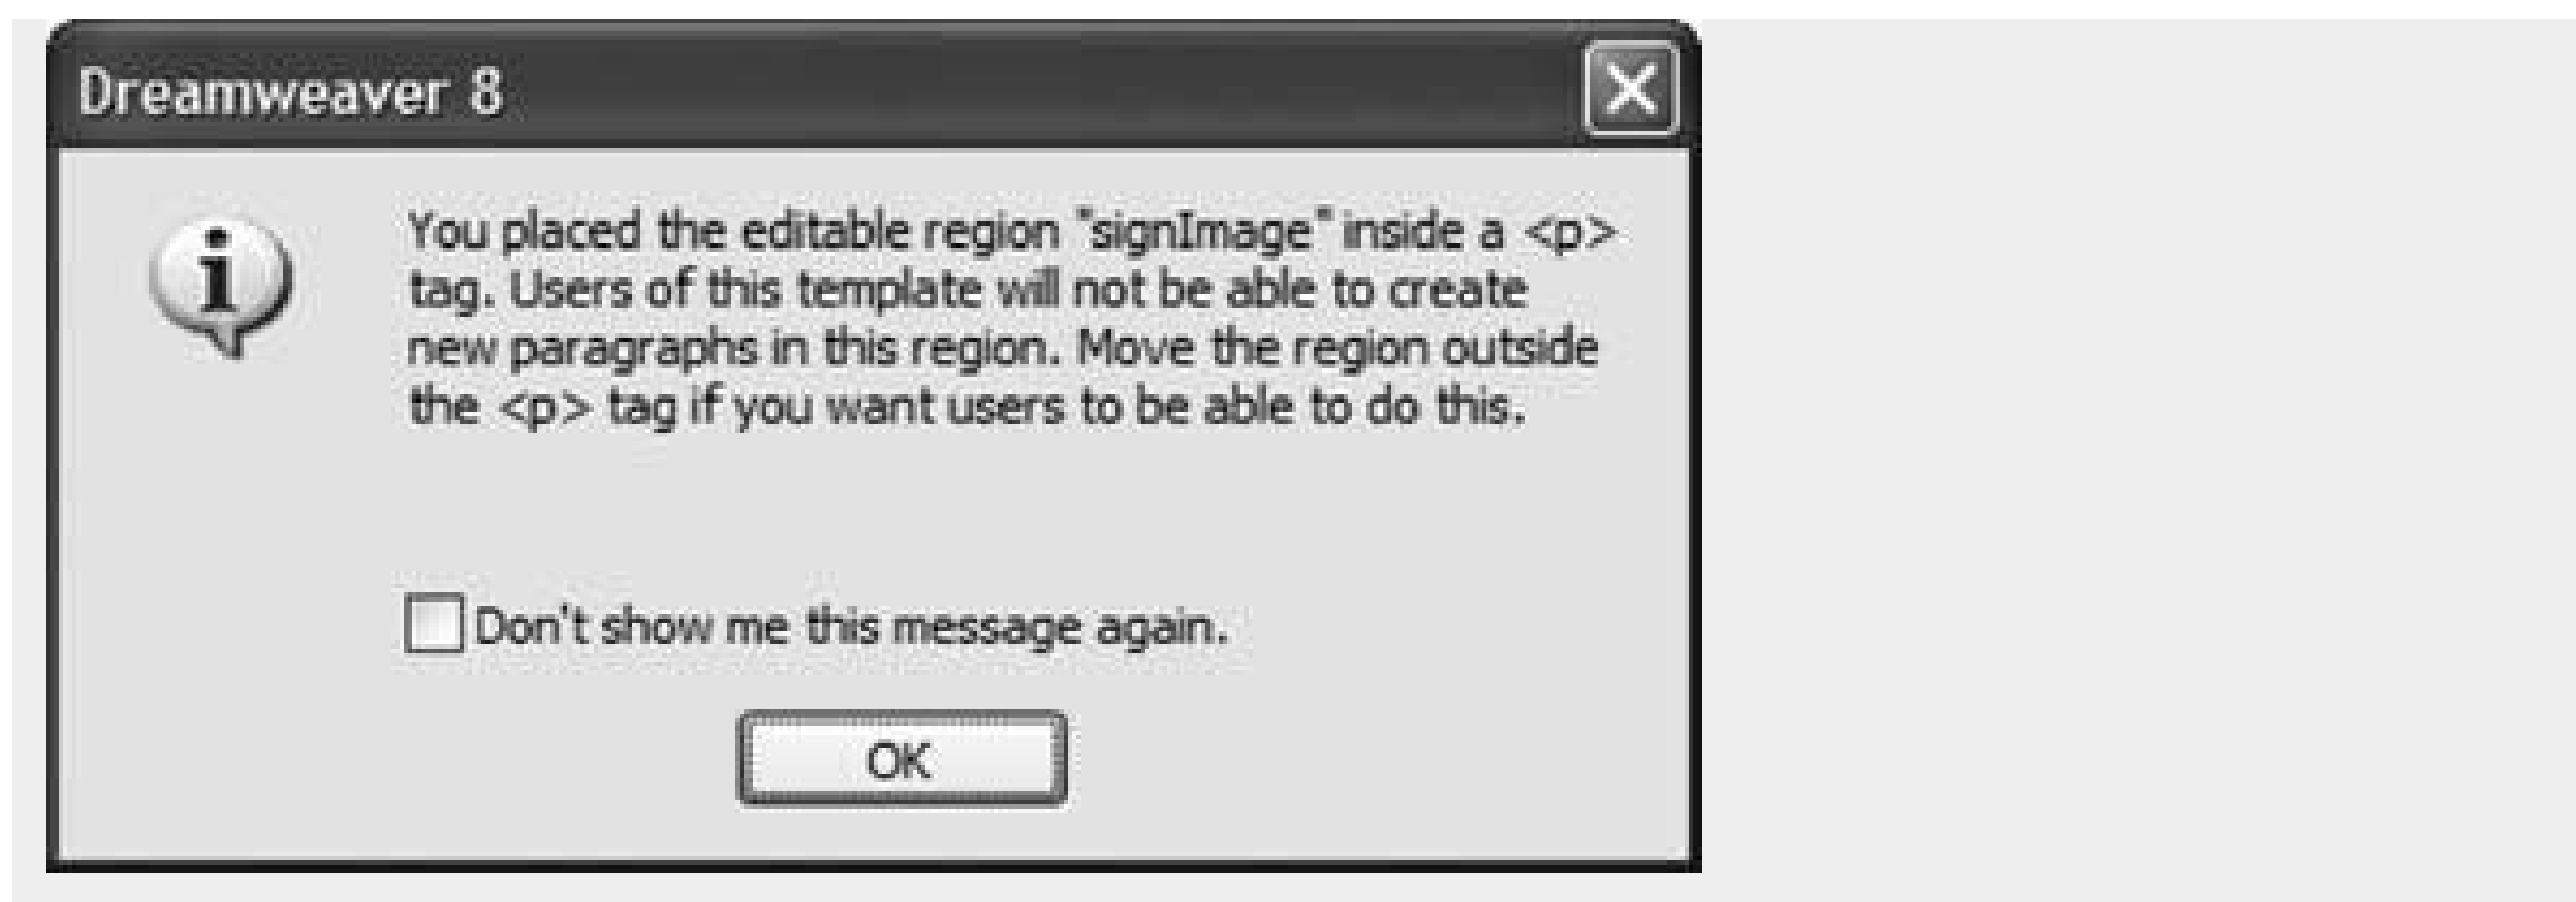 Dreamweaver 8
You placed the editable region "signImage" inside a <p>
tag. Users of this template will not be able to create
new paragraphs in this region. Move the region outside
the <p> tag if you want users to be able to do this.
Don't show me this message again.
OK